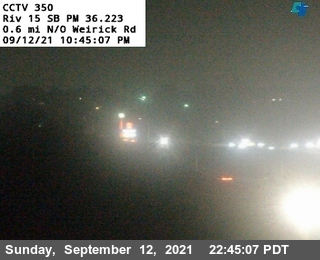 CCTV 350
Riv 15 SB PM 36.223
0.6 mi N/O Weirick Rd
09/12/21 10:45:07 PM
Sunday, September 12, 2021 22:45:07 PDT